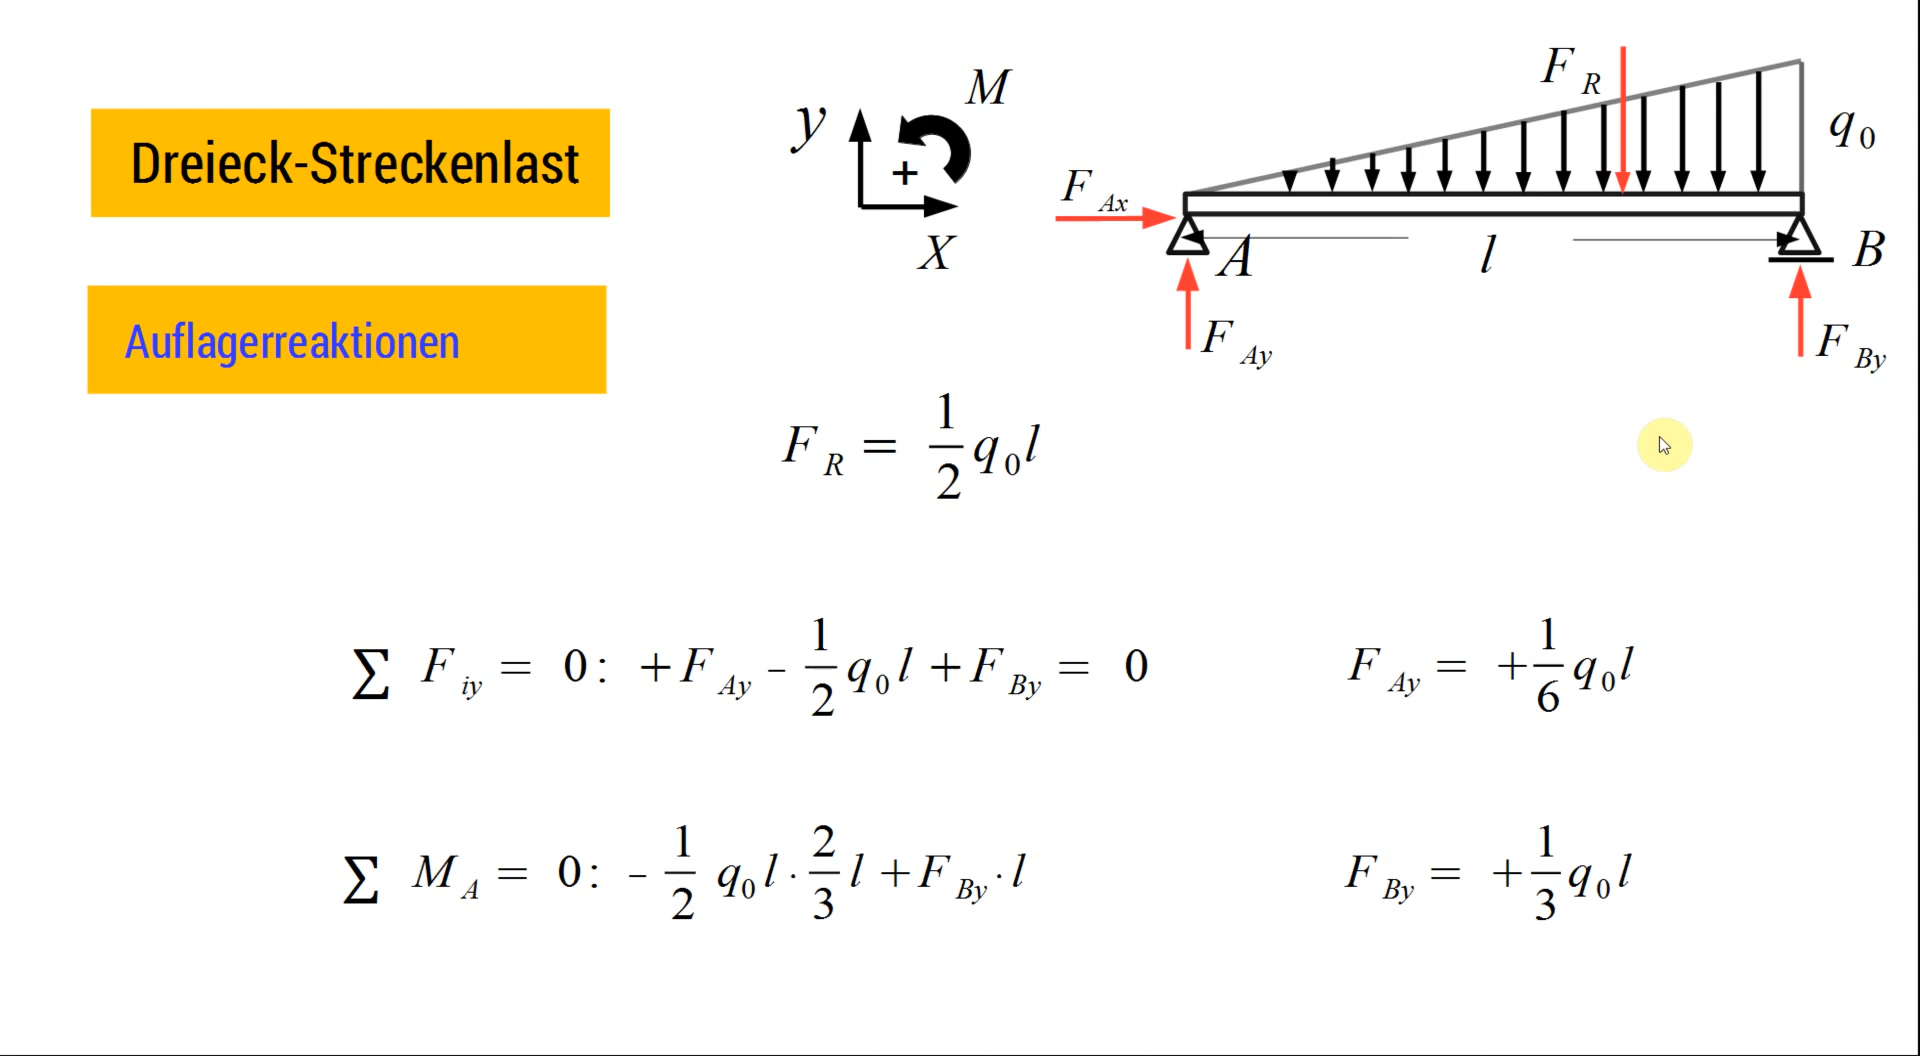 Dreieck-Streckenlast
Auflagerreaktionen
y
M
+
X
F_R
q_0
F_Ax
A
l
B
F_Ay
F_By
F_R = 1/2 q_0 l
∑ F_iy = 0: +F_Ay - 1/2 q_0 l + F_By = 0
F_Ay = +1/6 q_0 l
∑ M_A = 0: - 1/2 q_0 l · 2/3 l + F_By · l
F_By = +1/3 q_0 l